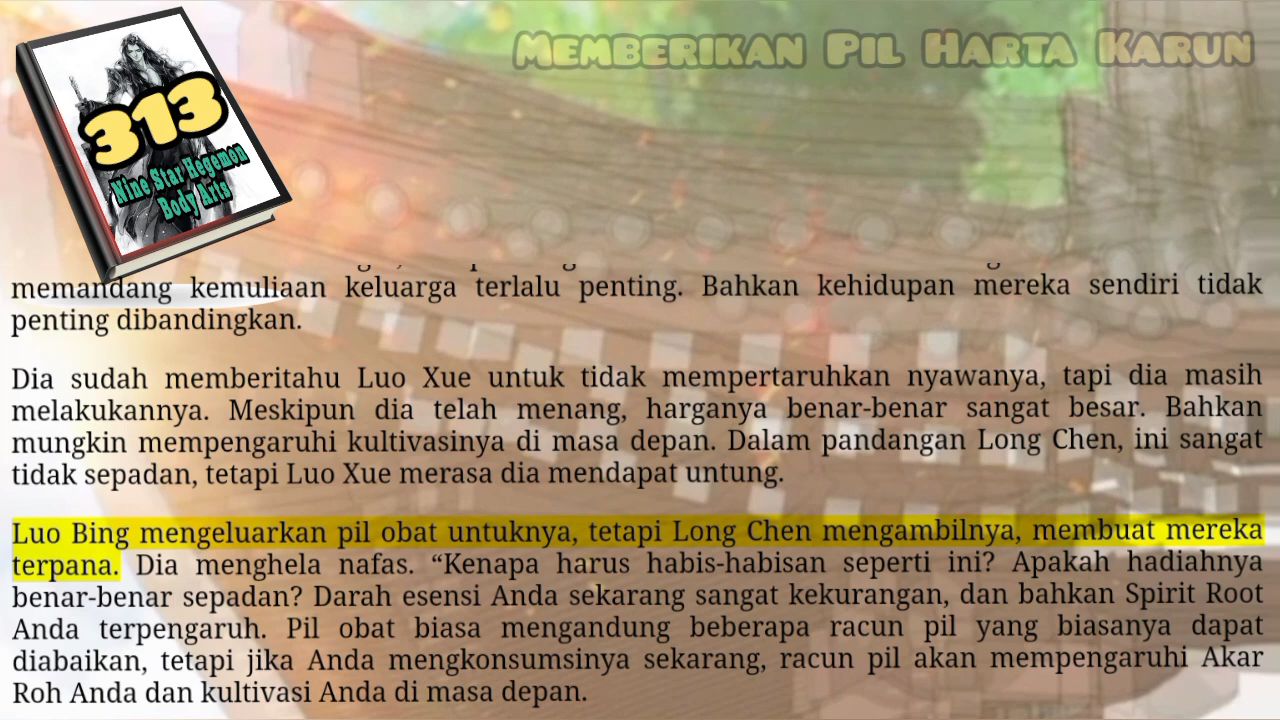 Memberikan Pil Harta Karun
313
Nine Star Hegemon
Body Arts
memandang kemuliaan keluarga terlalu penting. Bahkan kehidupan mereka sendiri tidak
penting dibandingkan.
Dia sudah memberitahu Luo Xue untuk tidak mempertaruhkan nyawanya, tapi dia masih
melakukannya. Meskipun dia telah menang, harganya benar-benar sangat besar. Bahkan
mungkin mempengaruhi kultivasinya di masa depan. Dalam pandangan Long Chen, ini sangat
tidak sepadan, tetapi Luo Xue merasa dia mendapat untung.
Luo Bing mengeluarkan pil obat untuknya, tetapi Long Chen mengambilnya, membuat mereka
terpana. Dia menghela nafas. “Kenapa harus habis-habisan seperti ini? Apakah hadiahnya
benar-benar sepadan? Darah esensi Anda sekarang sangat kekurangan, dan bahkan Spirit Root
Anda terpengaruh. Pil obat biasa mengandung beberapa racun pil yang biasanya dapat
diabaikan, tetapi jika Anda mengkonsumsinya sekarang, racun pil akan mempengaruhi Akar
Roh Anda dan kultivasi Anda di masa depan.